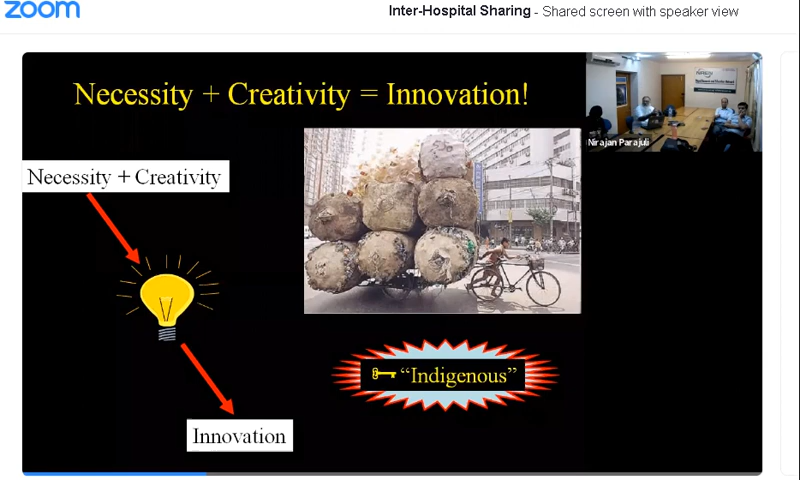 zoom
Inter-Hospital Sharing - Shared screen with speaker view
Necessity + Creativity = Innovation!
Nirajan Parajuli
Necessity + Creativity
"Indigenous"
Innovation